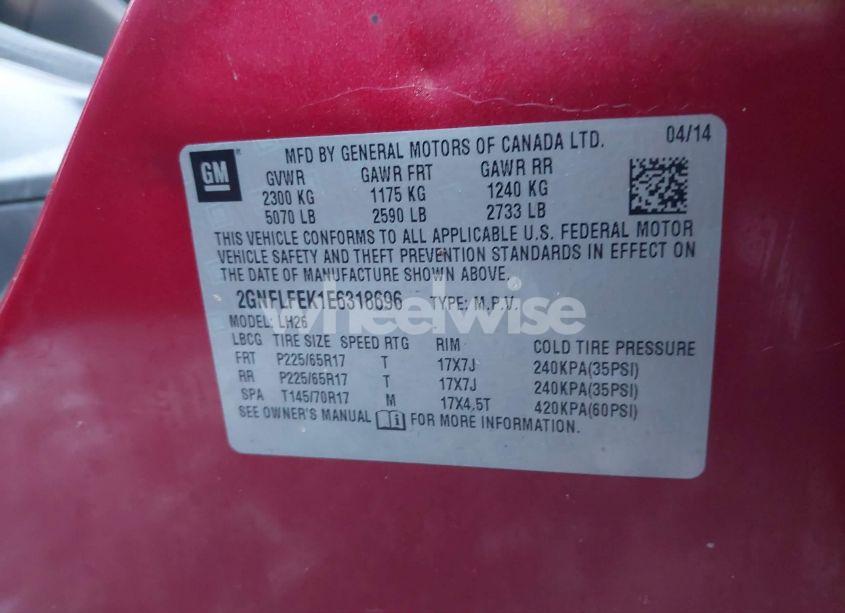 GM
MFD BY GENERAL MOTORS OF CANADA LTD. 04/14
GVWR GAWR FRT GAWR RR
2300 KG 1175 KG 1240 KG
5070 LB 2590 LB 2733 LB
THIS VEHICLE CONFORMS TO ALL APPLICABLE U.S. FEDERAL MOTOR
VEHICLE SAFETY AND THEFT PREVENTION STANDARDS IN EFFECT ON
THE DATE OF MANUFACTURE SHOWN ABOVE.
2GNFLFEK1E6318696 TYPE: M.P.V.
wheelwise
MODEL: LH26
LBCG TIRE SIZE SPEED RTG RIM COLD TIRE PRESSURE
FRT P225/65R17 T 17X7J 240KPA(35PSI)
RR P225/65R17 T 17X7J 240KPA(35PSI)
SPA T145/70R17 M 17X4.5T 420KPA(60PSI)
SEE OWNER'S MANUAL FOR MORE INFORMATION.